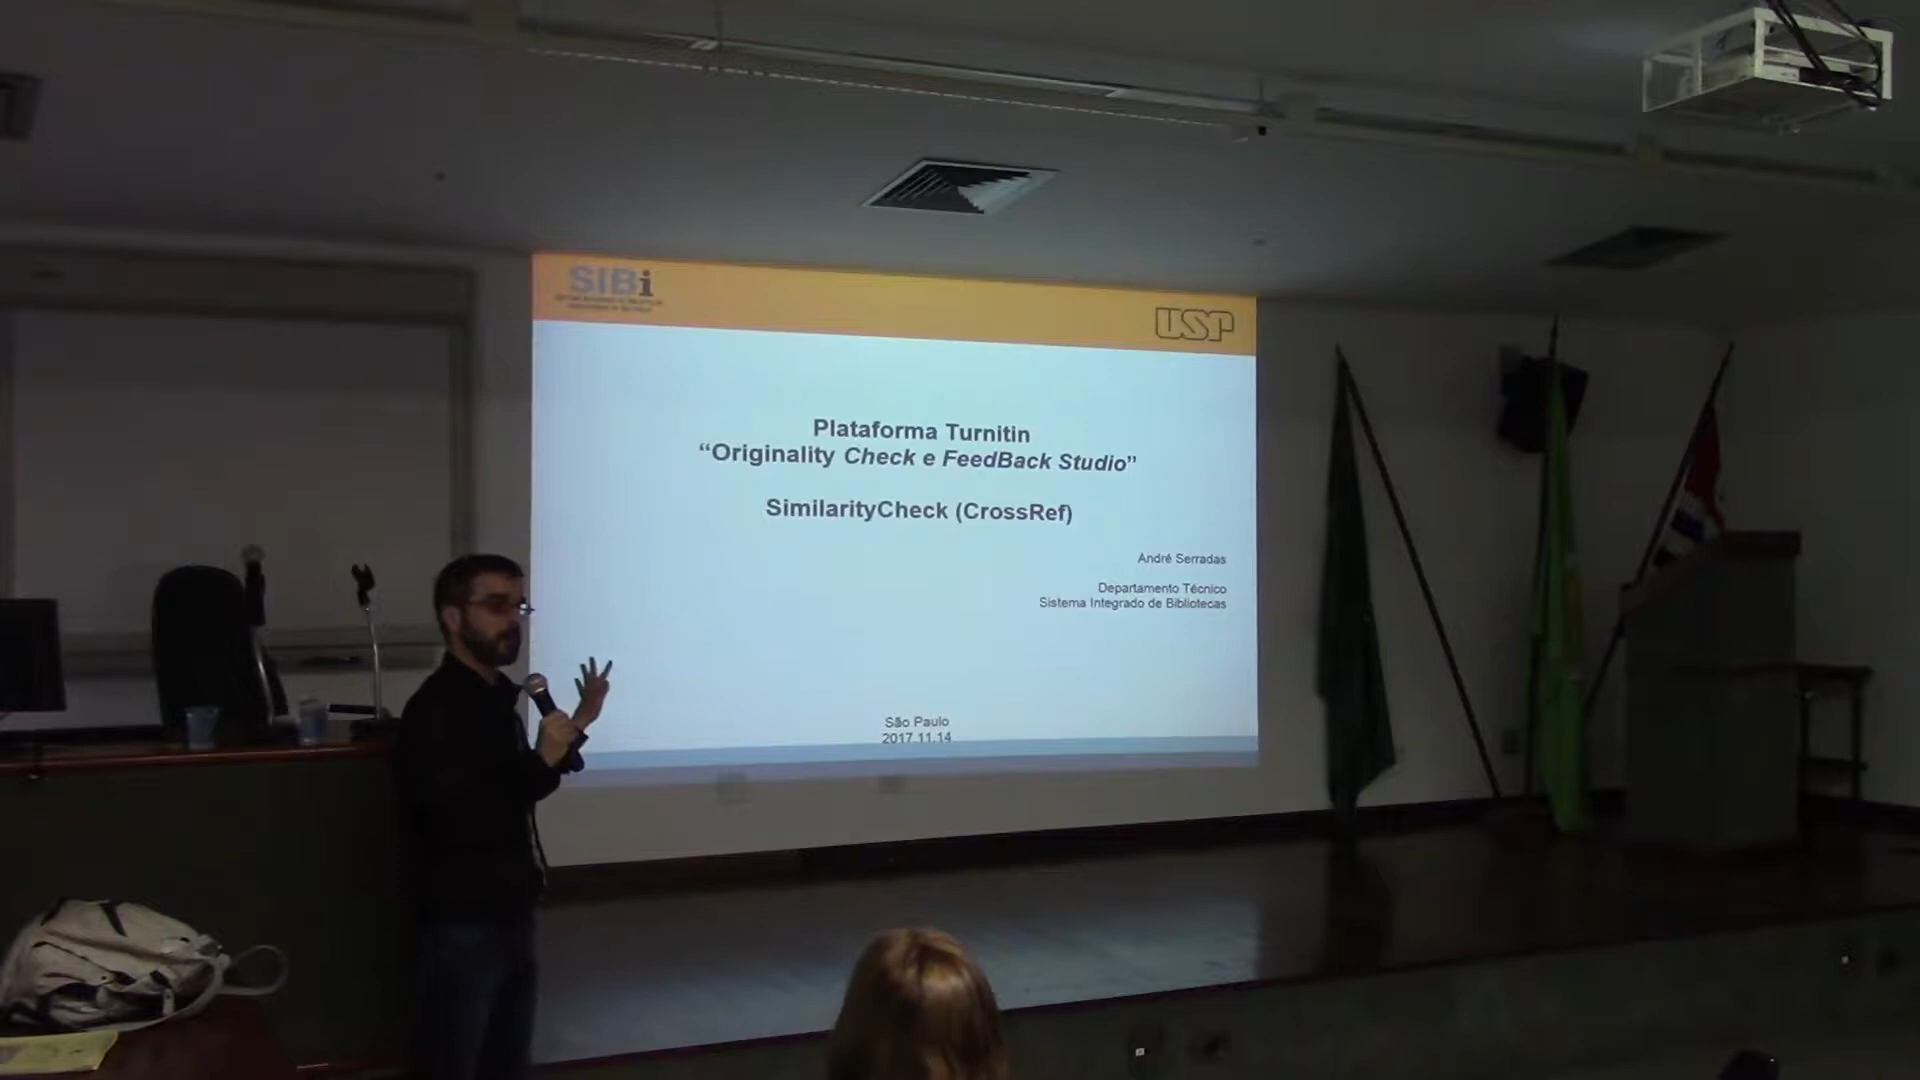 SIBi
USP
Plataforma Turnitin
“Originality Check e FeedBack Studio”
SimilarityCheck (CrossRef)
André Serradas
Departamento Técnico
Sistema Integrado de Bibliotecas
São Paulo
2017.11.14